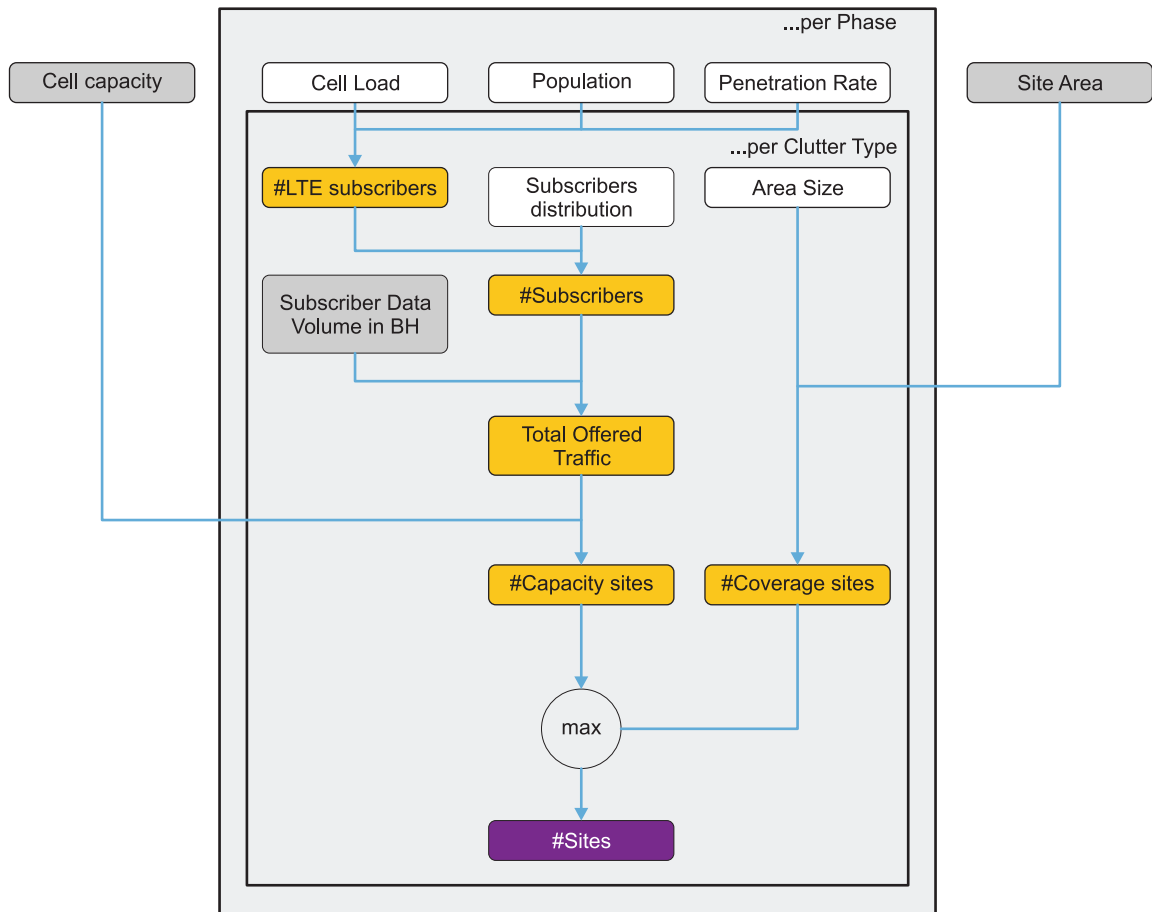 ...per Phase
Cell capacity
Cell Load
Population
Penetration Rate
Site Area
...per Clutter Type
#LTE subscribers
Subscribers
distribution
Area Size
Subscriber Data
Volume in BH
#Subscribers
Total Offered
Traffic
#Capacity sites
#Coverage sites
max
#Sites